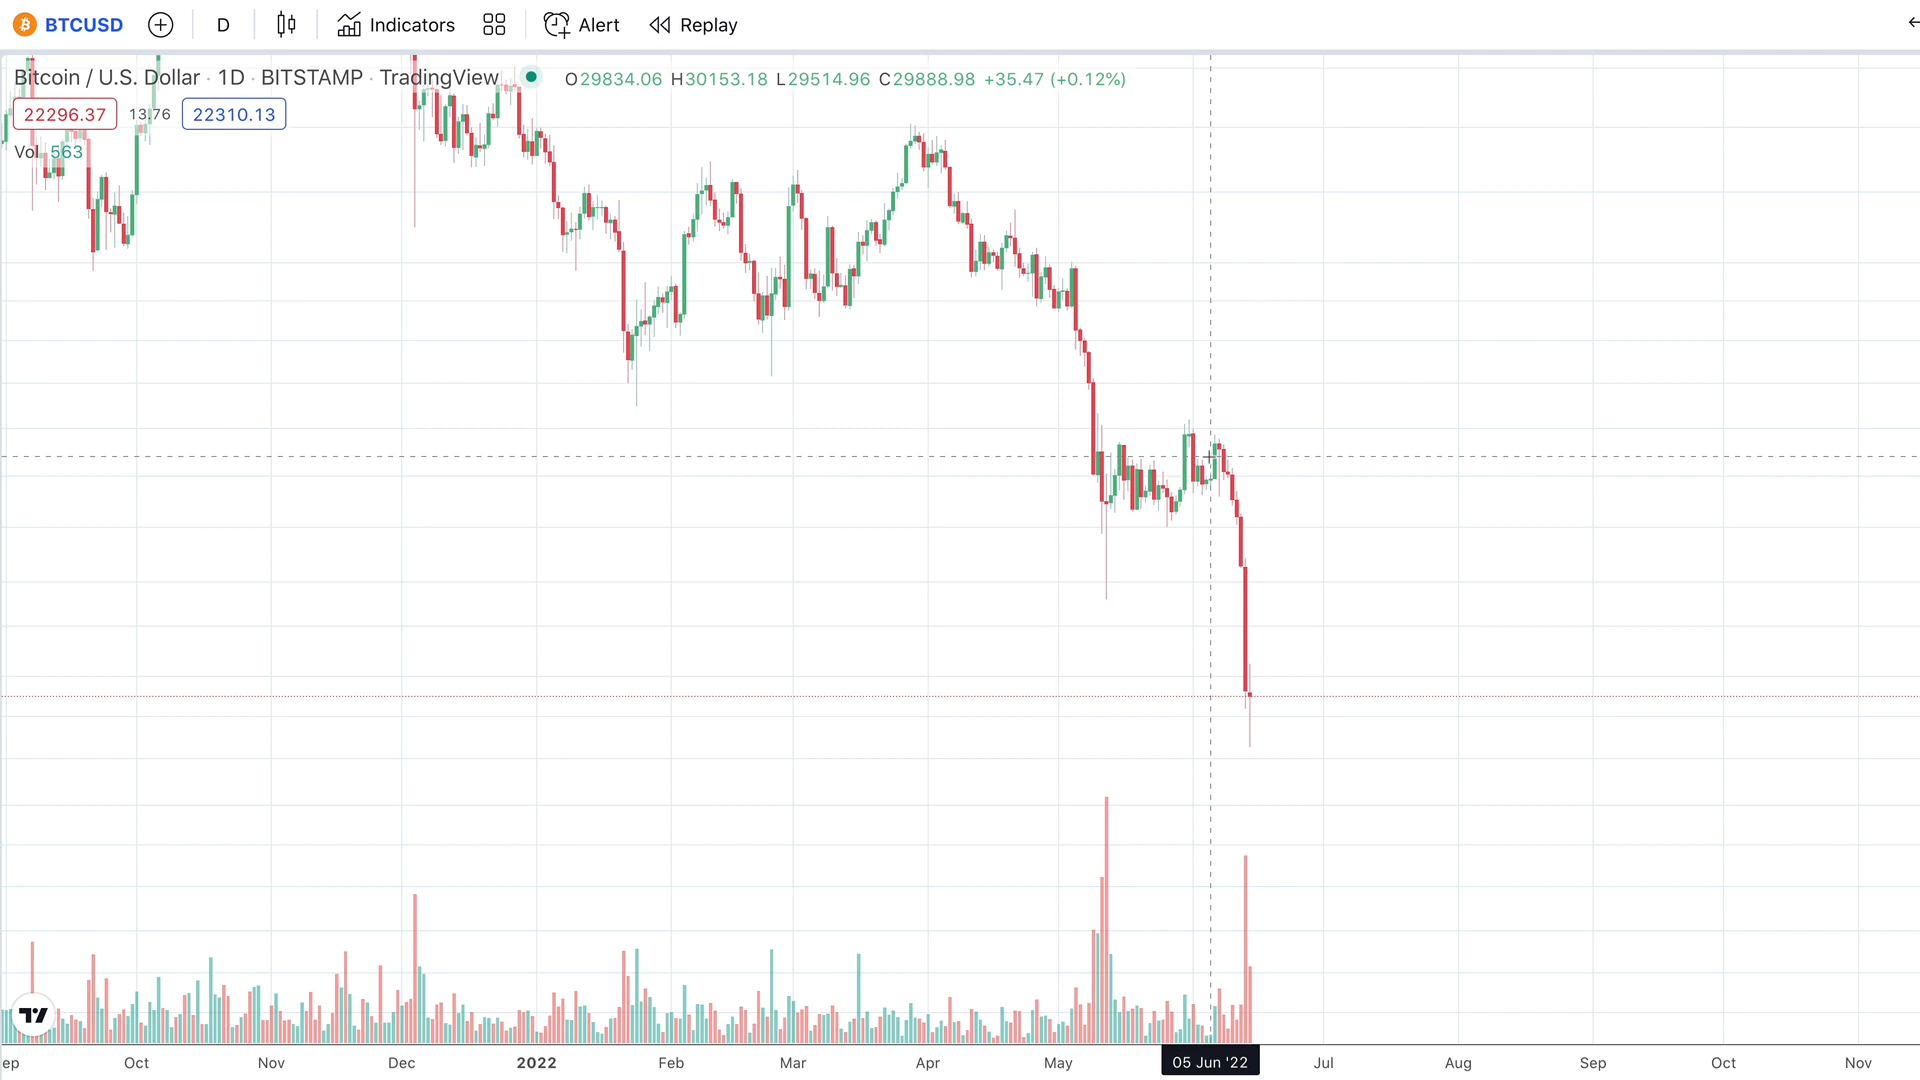 BTCUSD D Indicators Alert Replay
Bitcoin / U.S. Dollar · 1D · BITSTAMP · TradingView O29834.06 H30153.18 L29514.96 C29888.98 +35.47 (+0.12%)
22296.37 13.76 22310.13
Vol 563
ep Oct Nov Dec 2022 Feb Mar Apr May 05 Jun '22 Jul Aug Sep Oct Nov